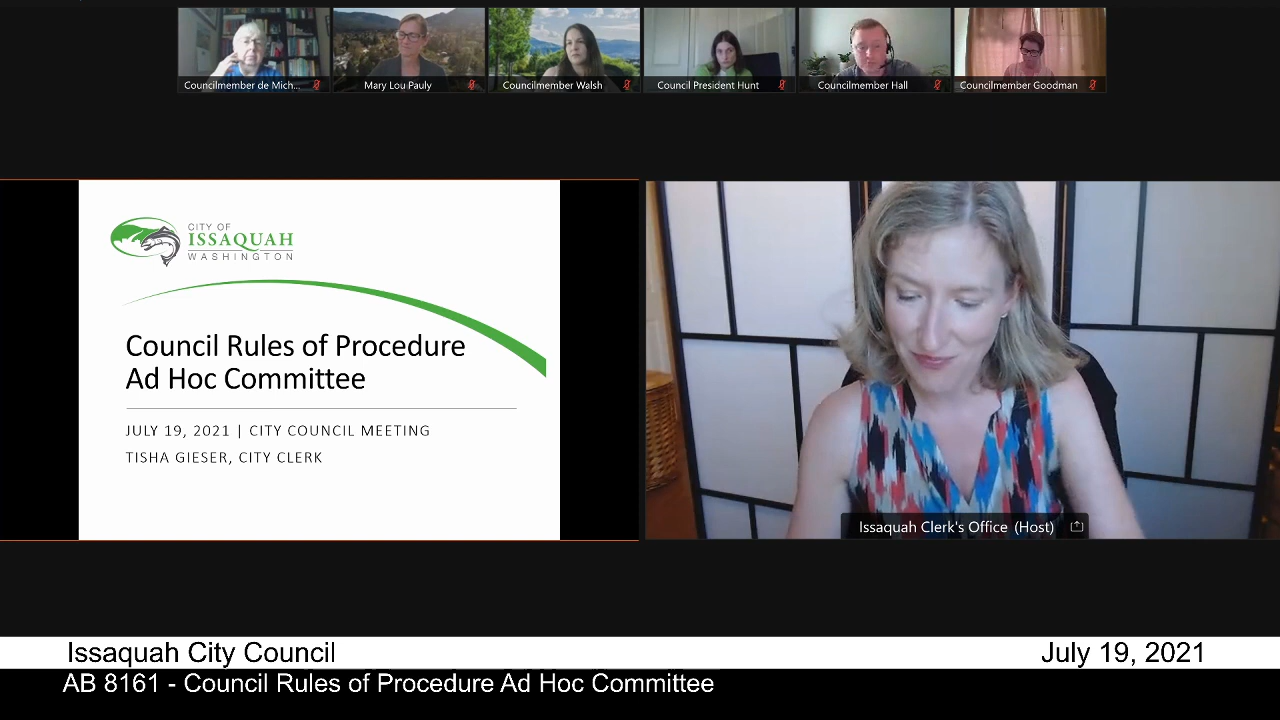 Councilmember de Mich...
Mary Lou Pauly
Councilmember Walsh
Council President Hunt
Councilmember Hall
Councilmember Goodman
CITY OF
ISSAQUAH
WASHINGTON
Council Rules of Procedure
Ad Hoc Committee
JULY 19, 2021 | CITY COUNCIL MEETING
TISHA GIESER, CITY CLERK
Issaquah Clerk's Office (Host)
Issaquah City Council
July 19, 2021
AB 8161 - Council Rules of Procedure Ad Hoc Committee